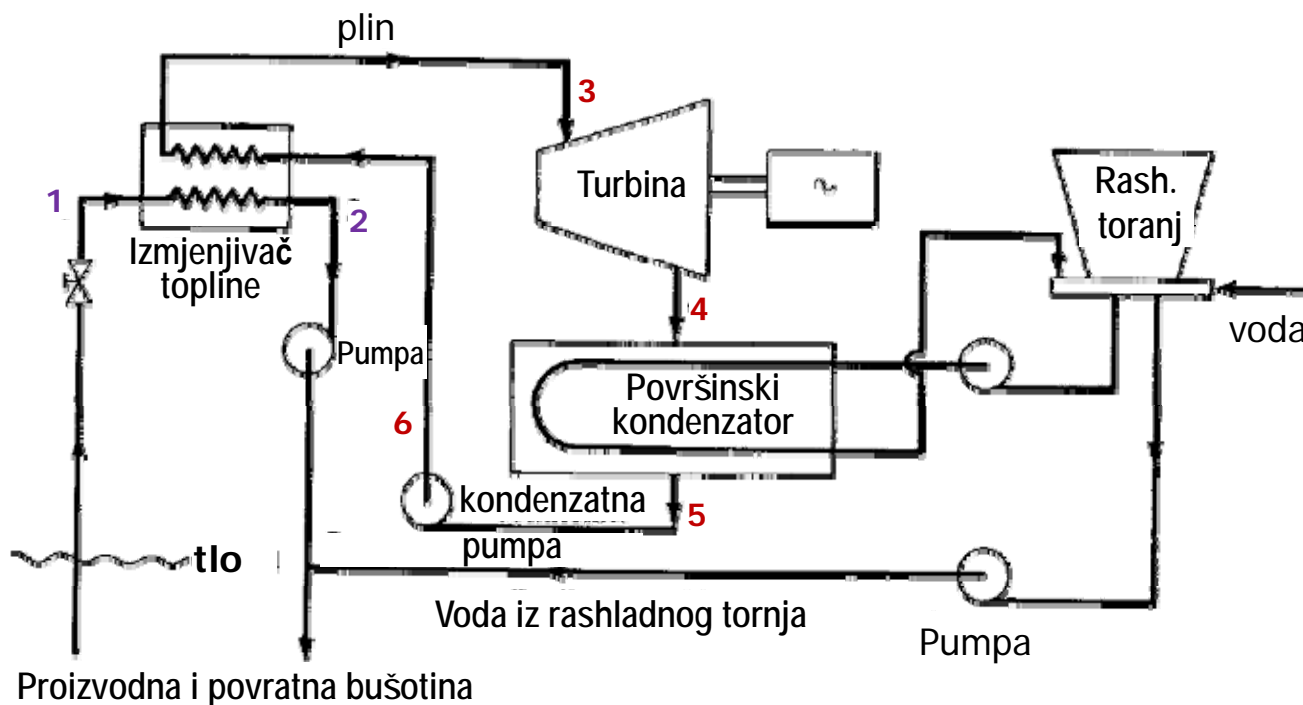 plin
3
Turbina
Rash.
toranj
1
2
Izmjenjivač
topline
4
voda
Pumpa
Površinski
kondenzator
6
kondenzatna
pumpa
5
tlo
Voda iz rashladnog tornja
Pumpa
Proizvodna i povratna bušotina